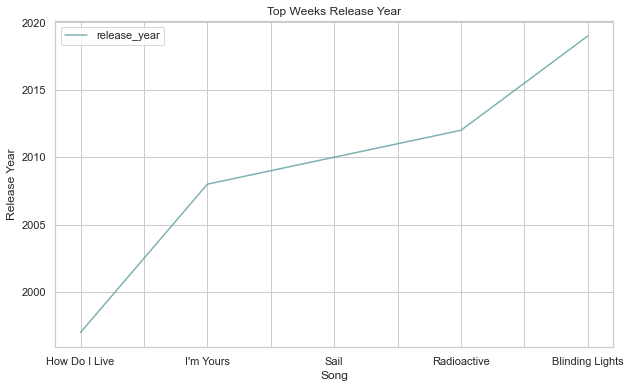 Top Weeks Release Year
release_year
2020
2015
2010
2005
2000
Release Year
How Do I Live I'm Yours Sail Radioactive Blinding Lights
Song